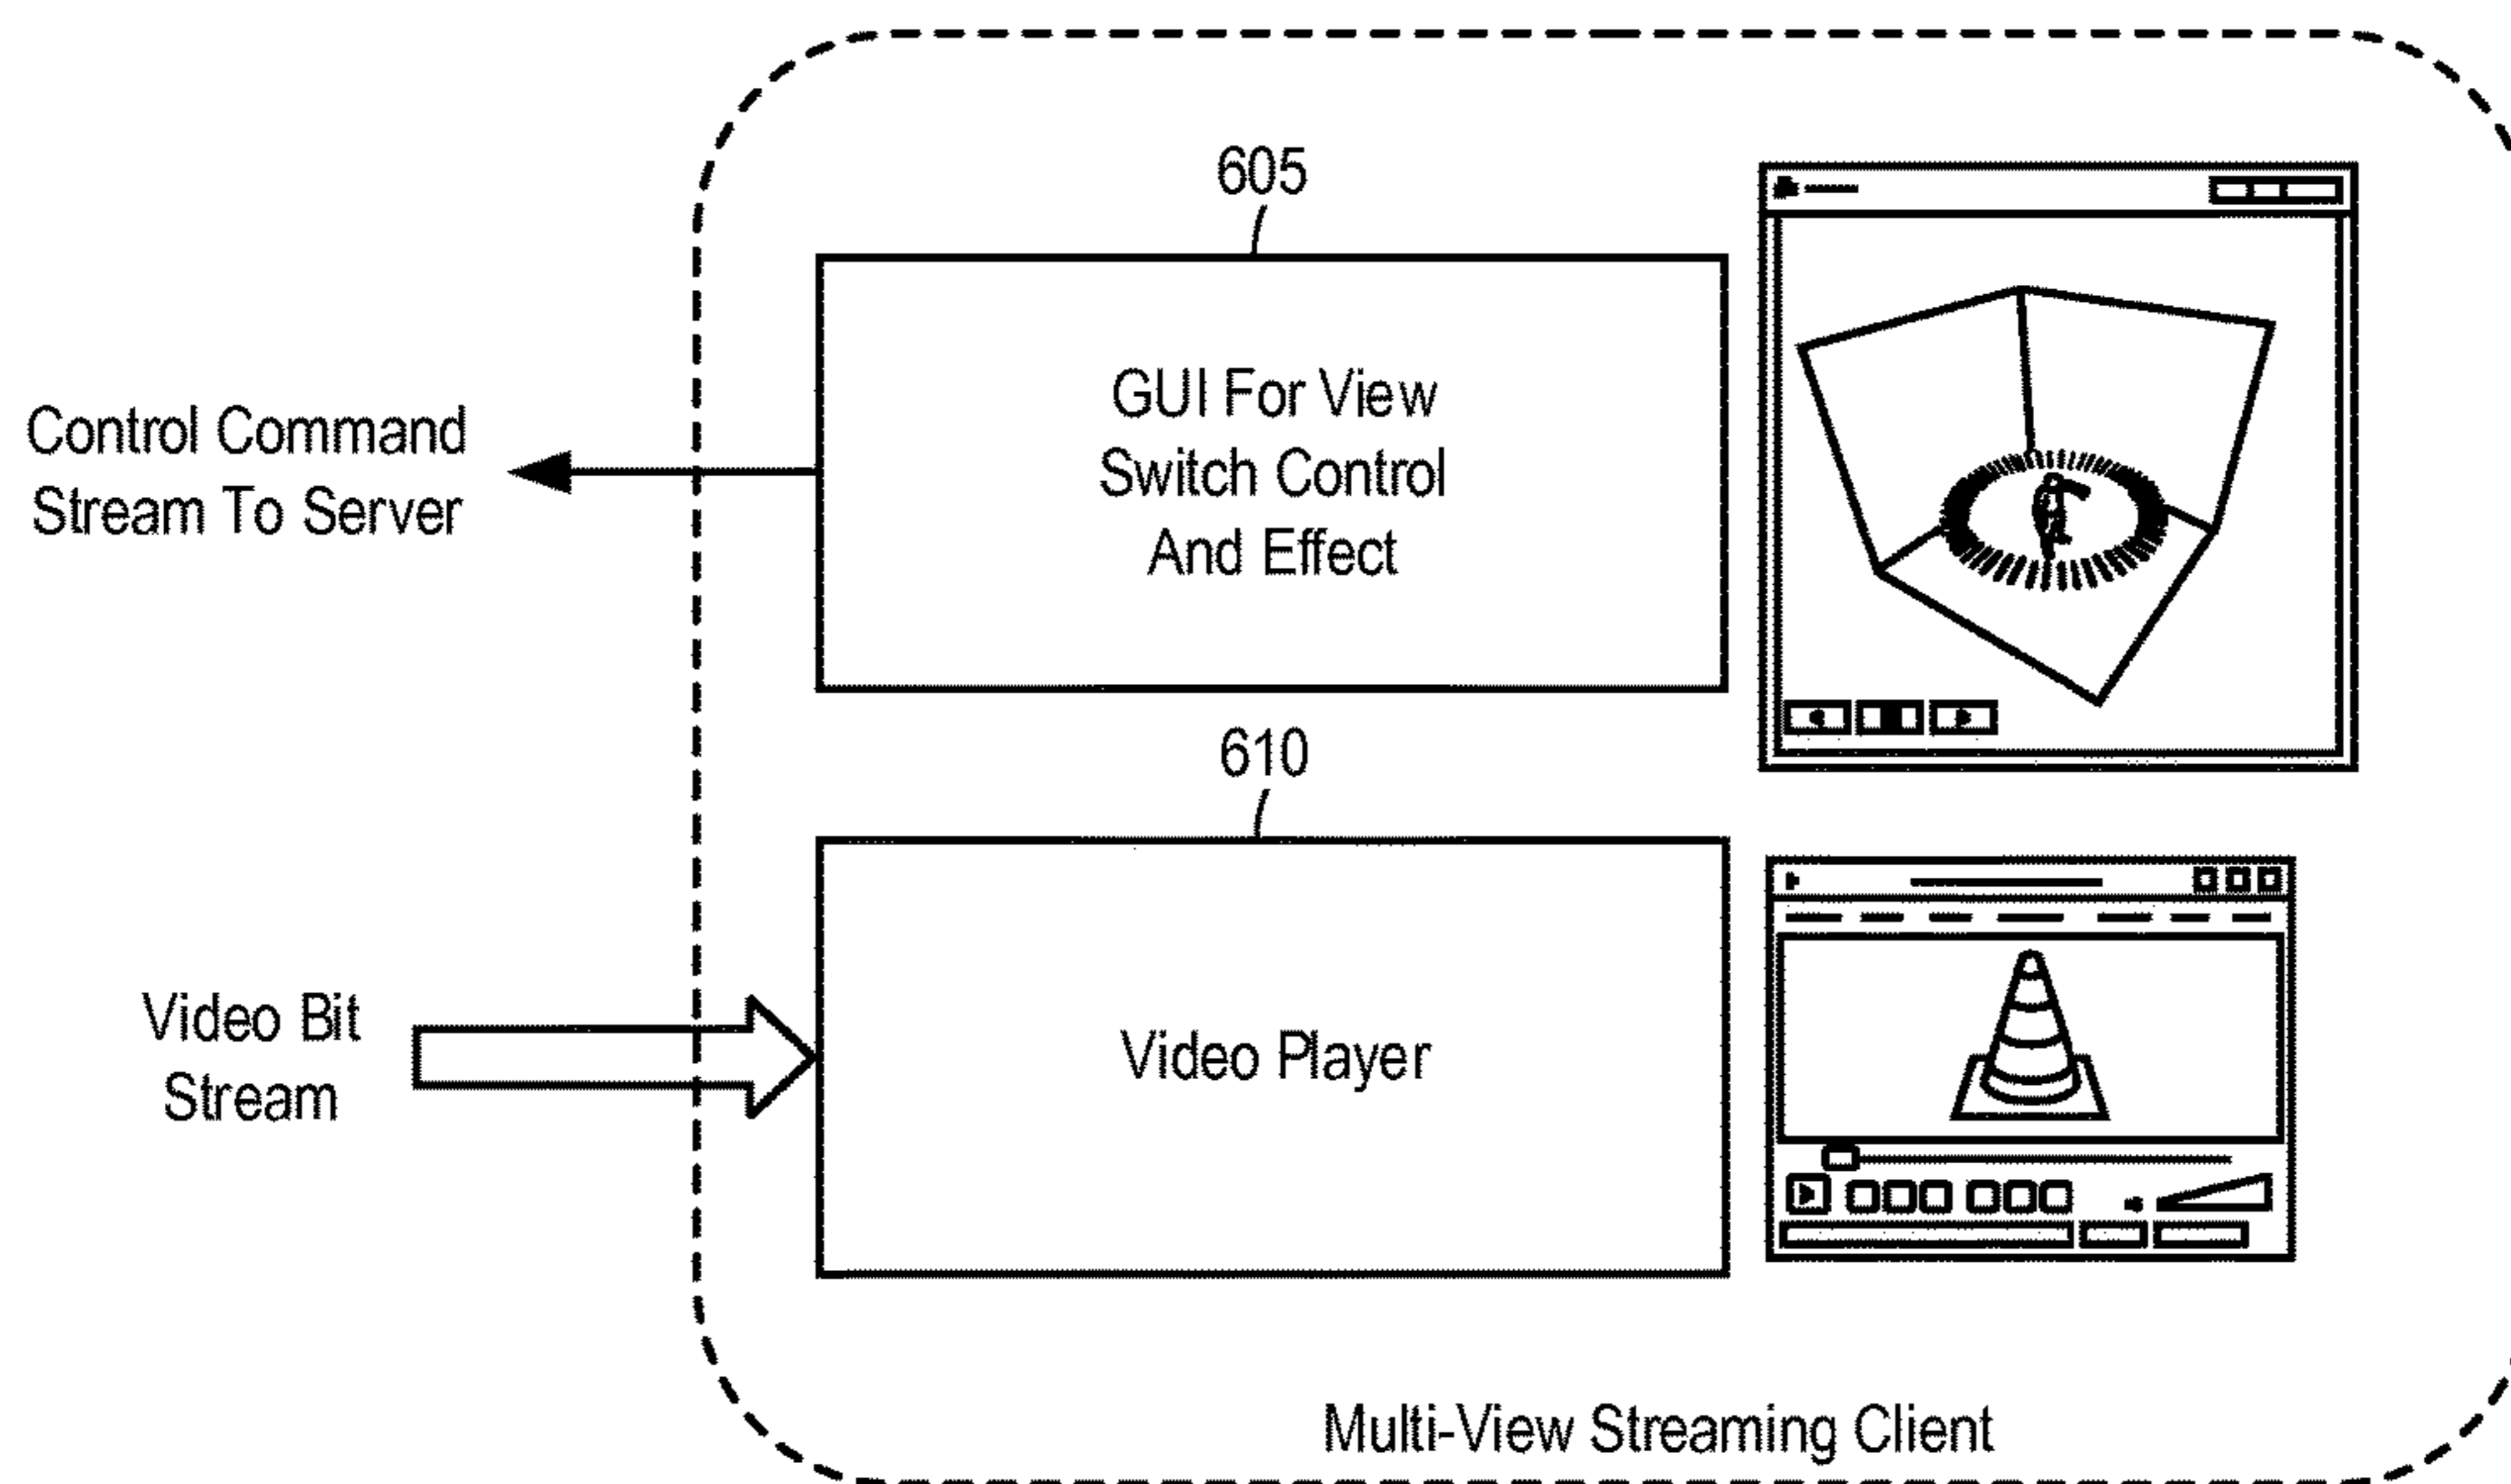 605
GUI For View
Switch Control
And Effect
Control Command
Stream To Server
610
Video Player
Video Bit
Stream
Multi-View Streaming Client